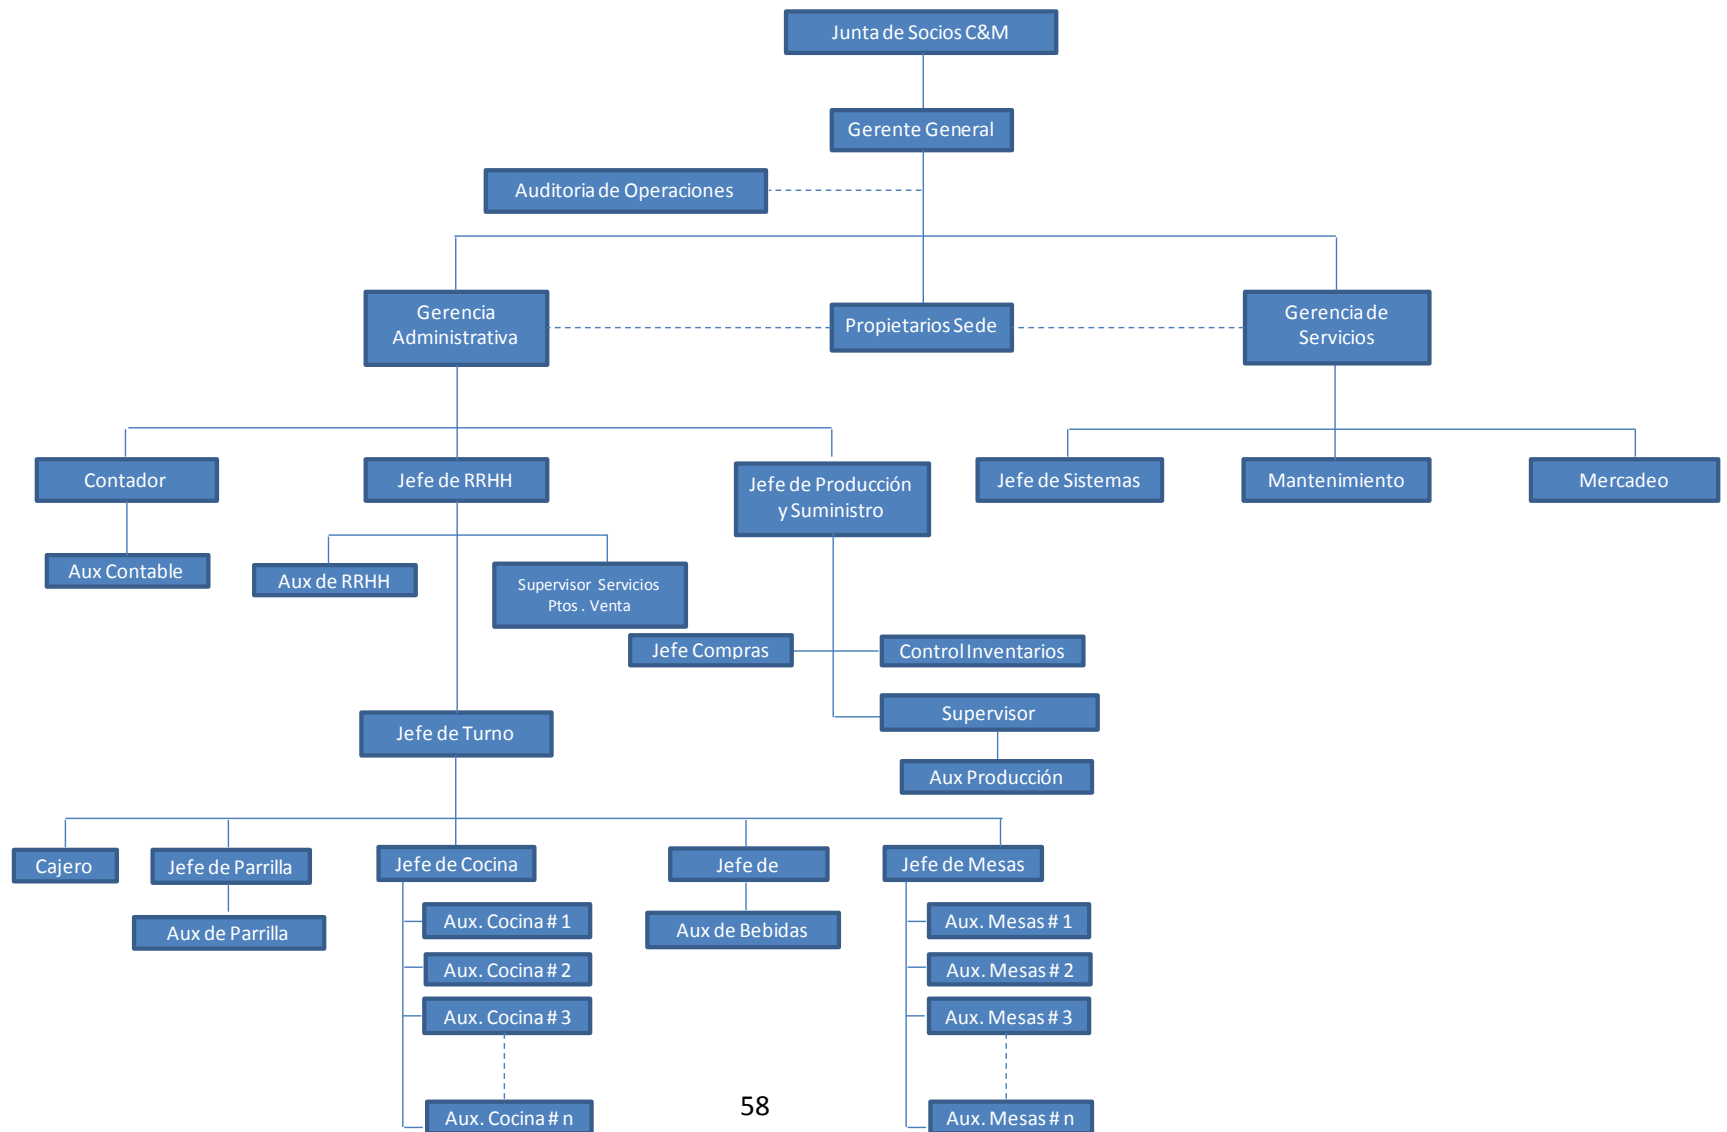 Junta de Socios C&M
Gerente General
Auditoria de Operaciones
Gerencia
Administrativa
Propietarios Sede
Gerencia de
Servicios
Contador
Jefe de RRHH
Jefe de Producción
y Suministro
Jefe de Sistemas
Mantenimiento
Mercadeo
Aux Contable
Aux de RRHH
Supervisor Servicios
Ptos . Venta
Jefe Compras
Control Inventarios
Jefe de Turno
Supervisor
Aux Producción
Cajero
Jefe de Parrilla
Jefe de Cocina
Jefe de
Jefe de Mesas
Aux de Parrilla
Aux. Cocina # 1
Aux de Bebidas
Aux. Mesas # 1
Aux. Cocina # 2
Aux. Mesas # 2
Aux. Cocina # 3
Aux. Mesas # 3
Aux. Cocina # n
58
Aux. Mesas # n